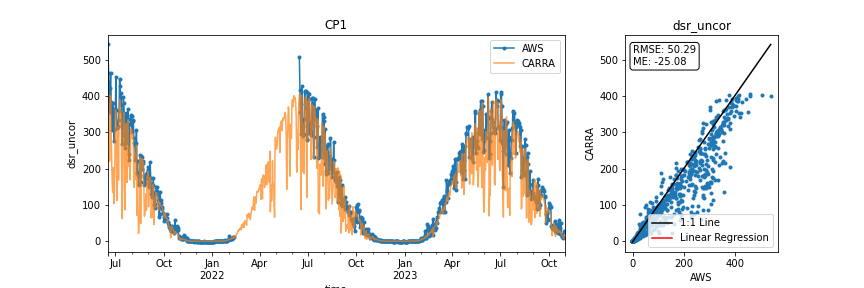 CP1
dsr_uncor
500
400
300
200
100
0
AWS
CARRA
Jul
Oct
Jan
2022
Apr
Jul
Oct
Jan
2023
Apr
Jul
Oct
time
dsr_uncor
RMSE: 50.29
ME: -25.08
CARRA
500
400
300
200
100
0
1:1 Line
Linear Regression
0
200
400
AWS